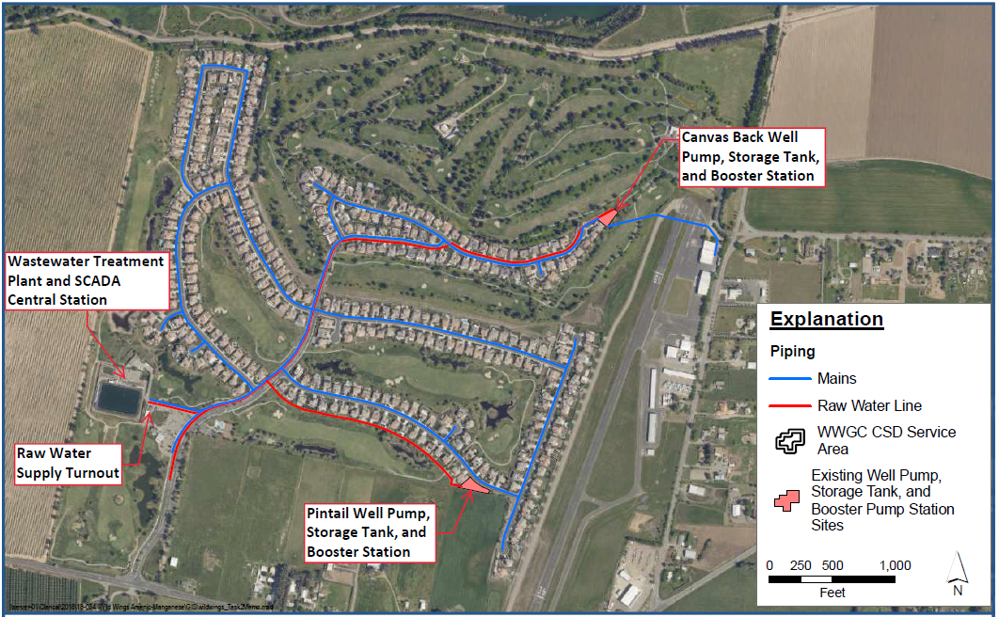 Canvas Back Well
Pump, Storage Tank,
and Booster Station
Wastewater Treatment
Plant and SCADA
Central Station
Raw Water
Supply Turnout
Pintail Well Pump,
Storage Tank, and
Booster Station
Explanation
Piping
Mains
Raw Water Line
WWGC CSD Service
Area
Existing Well Pump,
Storage Tank, and
Booster Pump Station
Sites
0 250 500 1,000
Feet
N